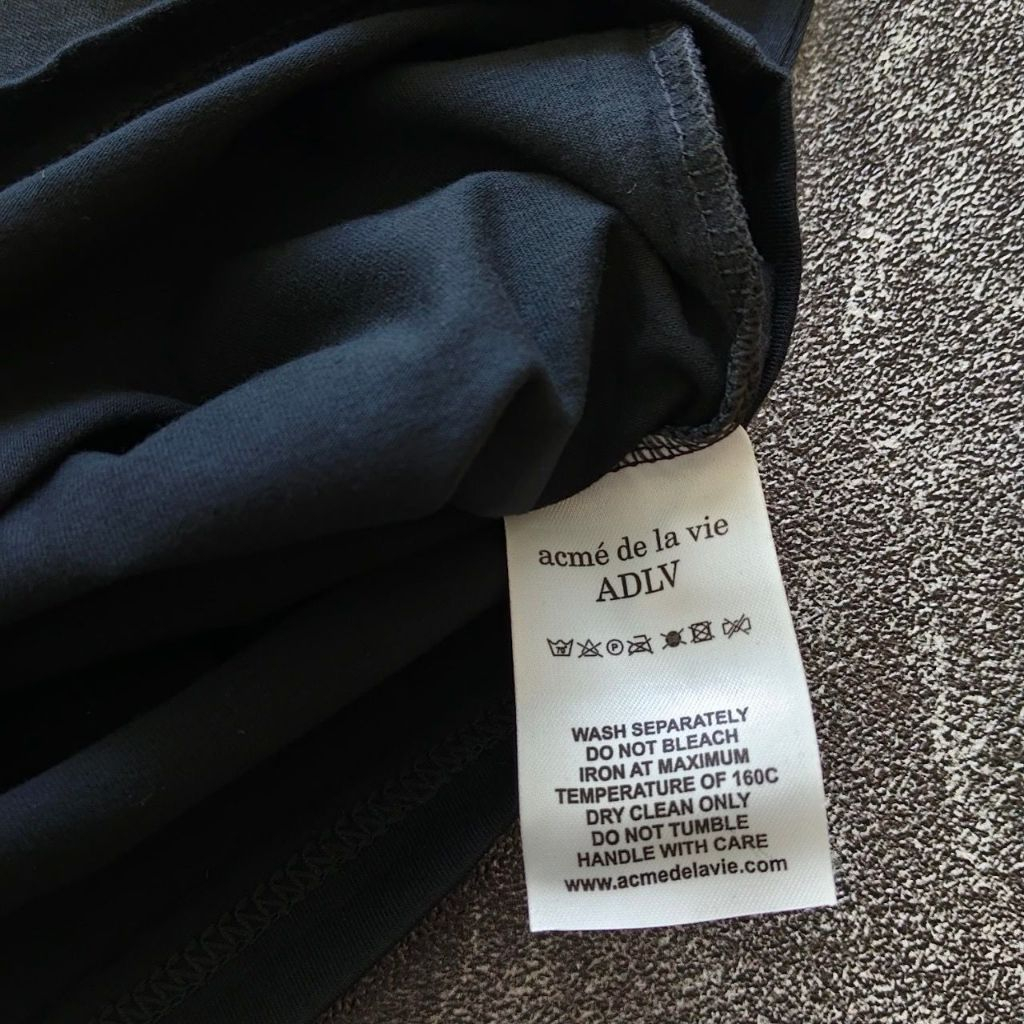 acmé de la vie
ADLV
WASH SEPARATELY
DO NOT BLEACH
IRON AT MAXIMUM
TEMPERATURE OF 160C
DRY CLEAN ONLY
DO NOT TUMBLE
HANDLE WITH CARE
www.acmedelavie.com